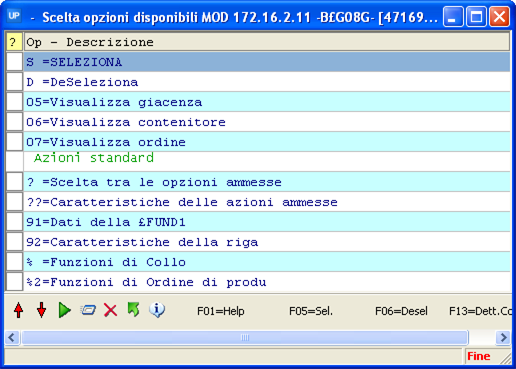 UP - Scelta opzioni disponibili MOD 172.16.2.11 -B£G08G- [47169...
? Op - Descrizione
S =SELEZIONA
D =DeSeleziona
05=Visualizza giacenza
06=Visualizza contenitore
07=Visualizza ordine
Azioni standard
? =Scelta tra le opzioni ammesse
??=Caratteristiche delle azioni ammesse
91=Dati della £FUND1
92=Caratteristiche della riga
% =Funzioni di Collo
%2=Funzioni di Ordine di produ
F01=Help F05=Sel. F06=Desel F13=Dett.Co
Fine